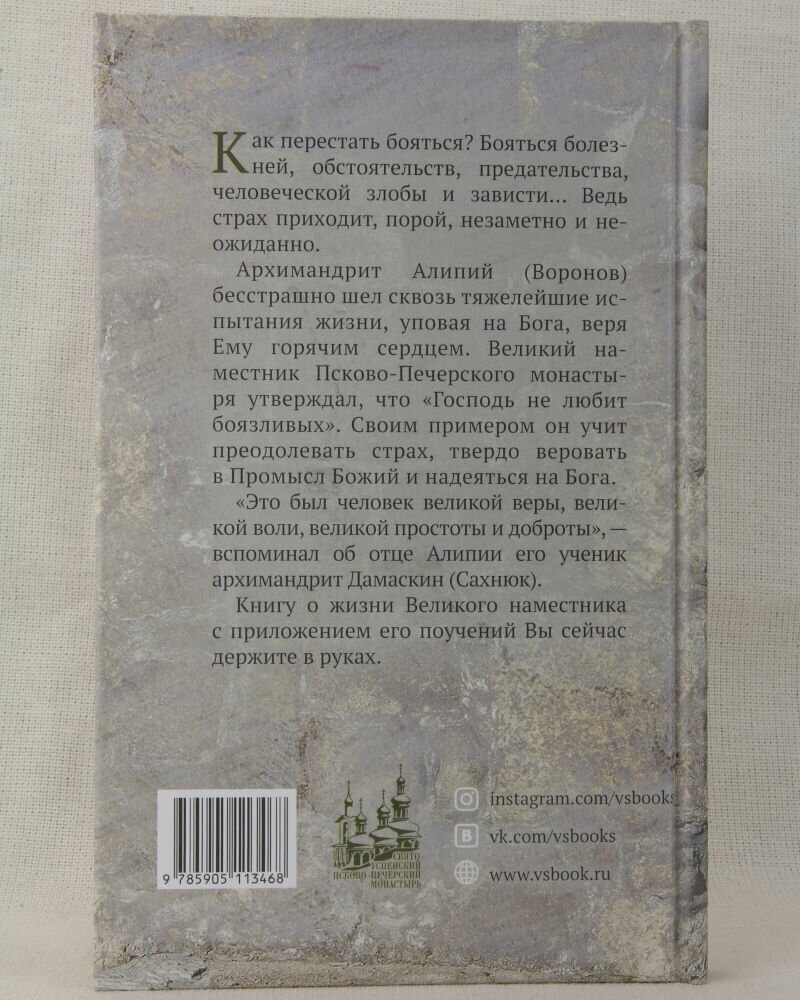 Как перестать бояться? Бояться болез-
ней, обстоятельств, предательства,
человеческой злобы и зависти... Ведь
страх приходит, порой, незаметно и не-
ожиданно.
Архимандрит Алипий (Воронов)
бесстрашно шел сквозь тяжелейшие ис-
пытания жизни, уповая на Бога, веря
Ему горячим сердцем. Великий на-
местник Псково-Печерского монасты-
ря утверждал, что «Господь не любит
боязливых». Своим примером он учит
преодолевать страх, твердо веровать
в Промысл Божий и надеяться на Бога.
«Это был человек великой веры, вели-
кой воли, великой простоты и доброты», —
вспоминал об отце Алипии его ученик
архимандрит Дамаскин (Сахнюк).
Книгу о жизни Великого наместника
с приложением его поучений Вы сейчас
держите в руках.
9 785905 113468
СВЯТО-
УСПЕНСКИЙ
ПСКОВО-ПЕЧЕРСКИЙ
МОНАСТЫРЬ
instagram.com/vsbooks
vk.com/vsbooks
www.vsbook.ru